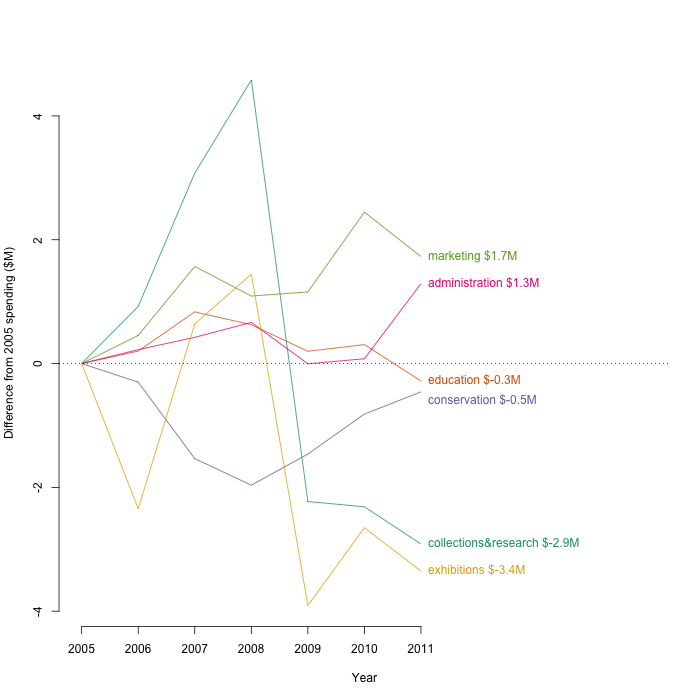 Difference from 2005 spending ($M)
4
2
0
-2
-4
marketing $1.7M
administration $1.3M
education $-0.3M
conservation $-0.5M
collections&research $-2.9M
exhibitions $-3.4M
2005 2006 2007 2008 2009 2010 2011
Year